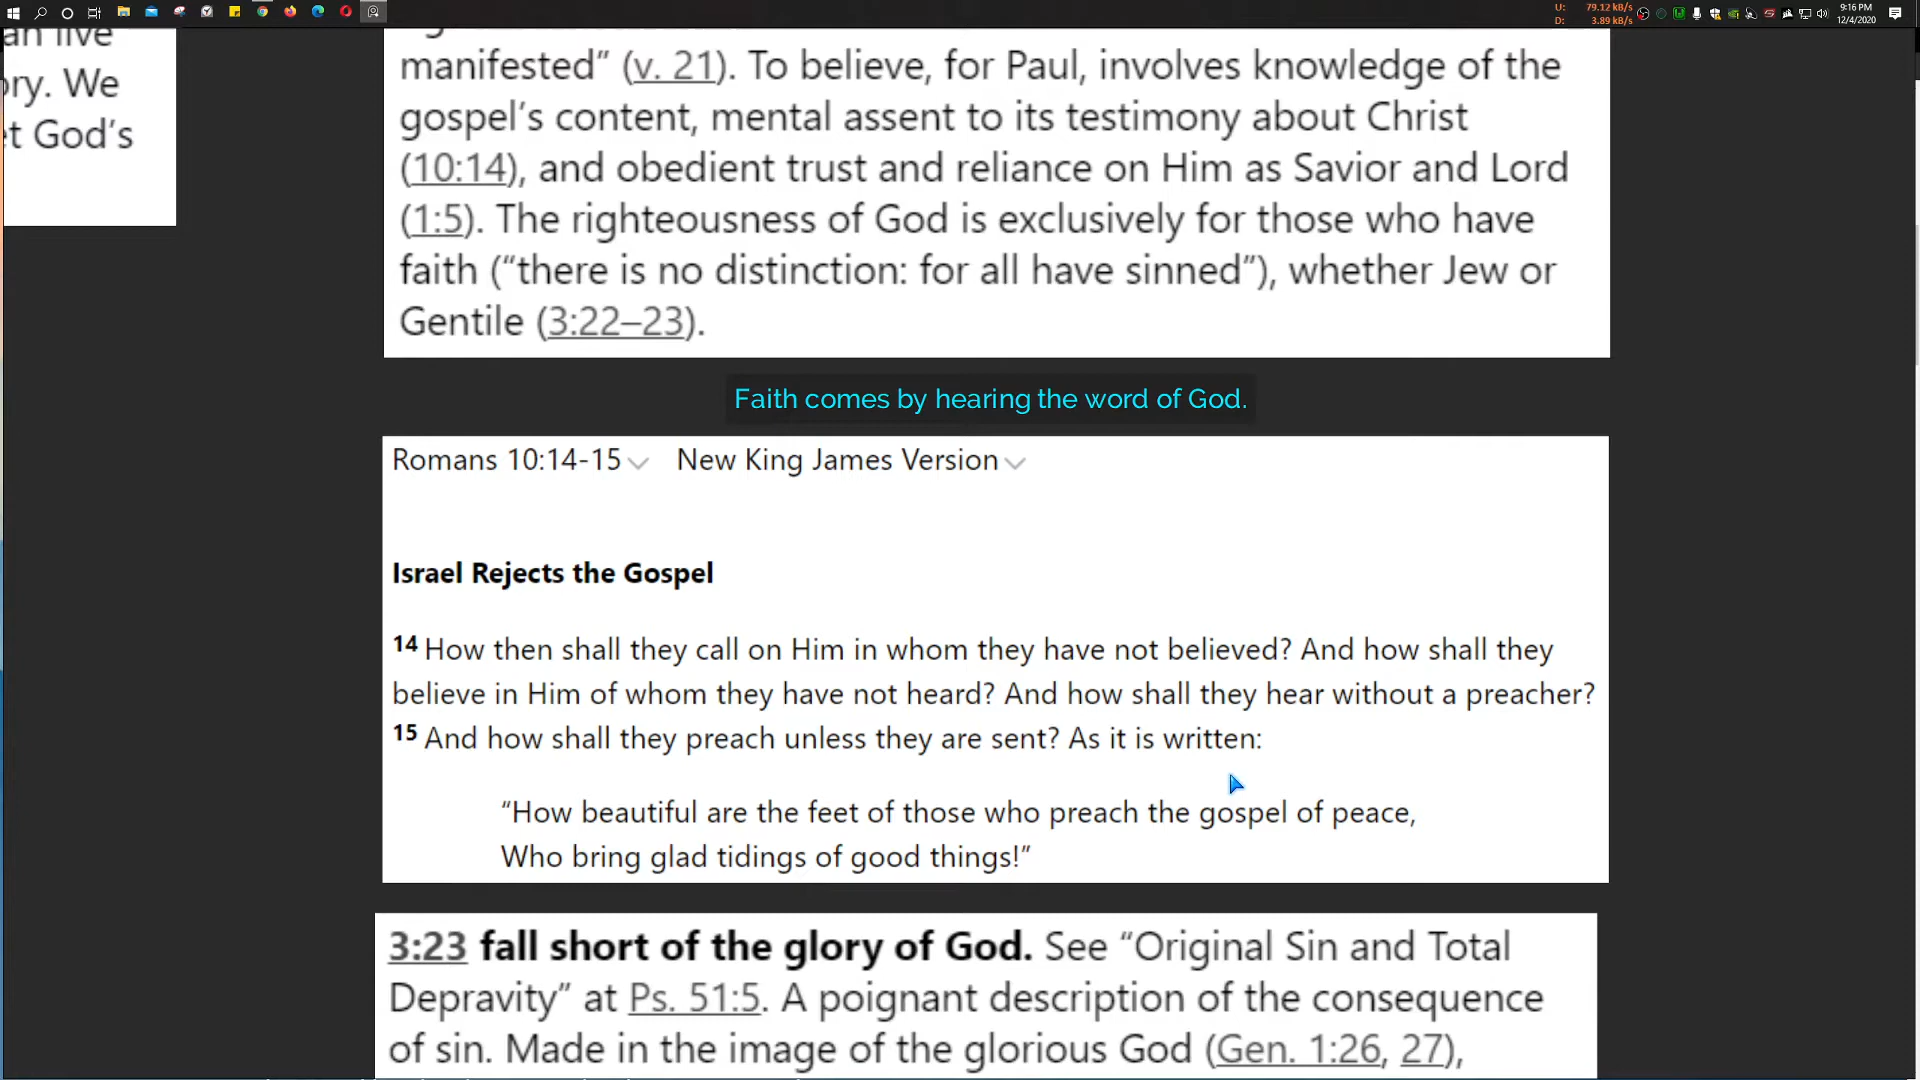 U: 79.12 kB/s
D: 3.89 kB/s
9:16 PM
12/4/2020
an live
ory. We
et God's
manifested” (v. 21). To believe, for Paul, involves knowledge of the
gospel’s content, mental assent to its testimony about Christ
(10:14), and obedient trust and reliance on Him as Savior and Lord
(1:5). The righteousness of God is exclusively for those who have
faith (“there is no distinction: for all have sinned”), whether Jew or
Gentile (3:22–23).
Faith comes by hearing the word of God.
Romans 10:14-15 New King James Version
Israel Rejects the Gospel
14 How then shall they call on Him in whom they have not believed? And how shall they
believe in Him of whom they have not heard? And how shall they hear without a preacher?
15 And how shall they preach unless they are sent? As it is written:
“How beautiful are the feet of those who preach the gospel of peace,
Who bring glad tidings of good things!”
3:23 fall short of the glory of God. See “Original Sin and Total
Depravity” at Ps. 51:5. A poignant description of the consequence
of sin. Made in the image of the glorious God (Gen. 1:26, 27),